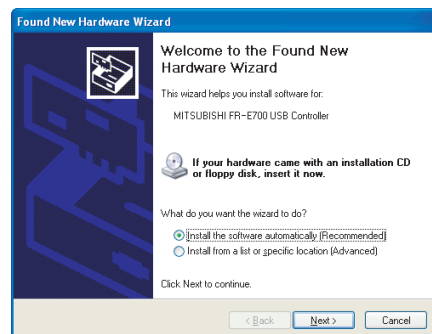 Found New Hardware Wizard
Welcome to the Found New
Hardware Wizard
This wizard helps you install software for:
MITSUBISHI FR-E700 USB Controller
If your hardware came with an installation CD
or floppy disk, insert it now.
What do you want the wizard to do?
Install the software automatically (Recommended)
Install from a list or specific location (Advanced)
Click Next to continue.
< Back Next > Cancel